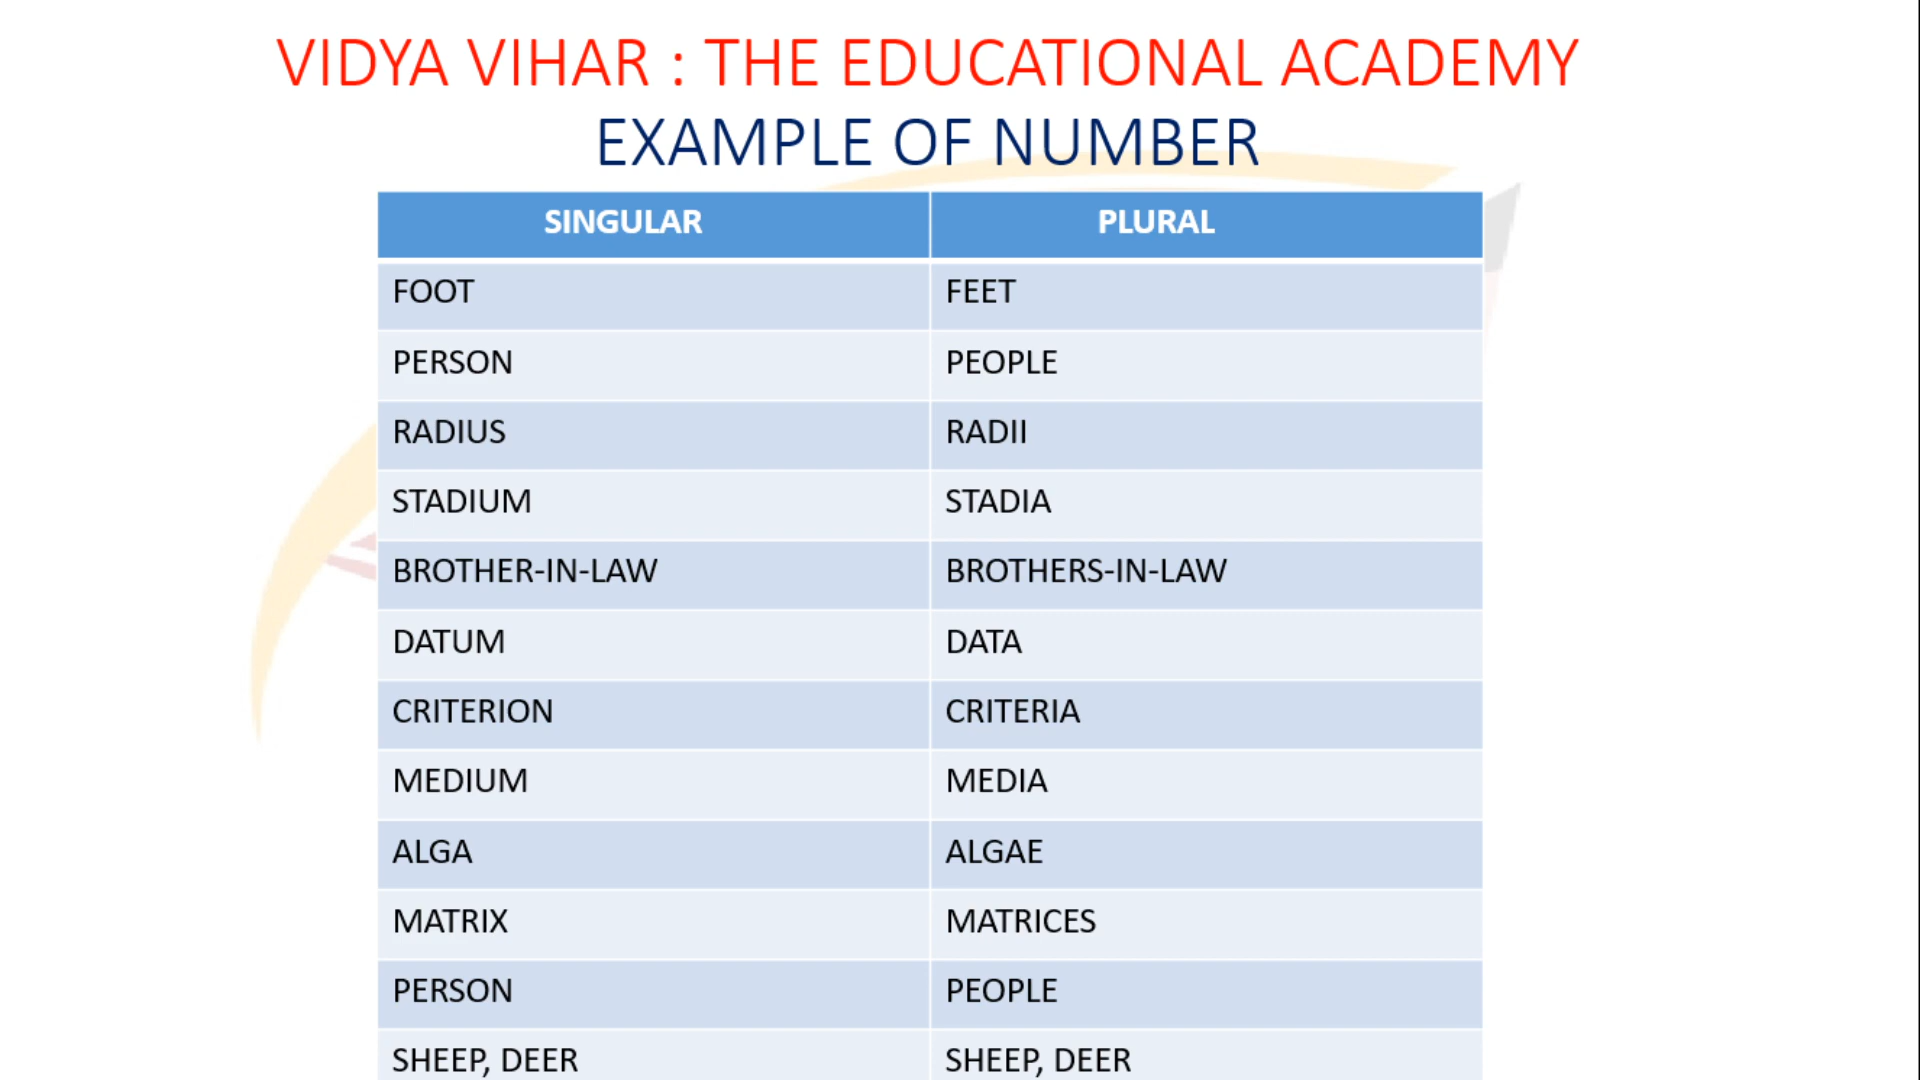 VIDYA VIHAR : THE EDUCATIONAL ACADEMY
EXAMPLE OF NUMBER
SINGULAR PLURAL
FOOT FEET
PERSON PEOPLE
RADIUS RADII
STADIUM STADIA
BROTHER-IN-LAW BROTHERS-IN-LAW
DATUM DATA
CRITERION CRITERIA
MEDIUM MEDIA
ALGA ALGAE
MATRIX MATRICES
PERSON PEOPLE
SHEEP, DEER SHEEP, DEER